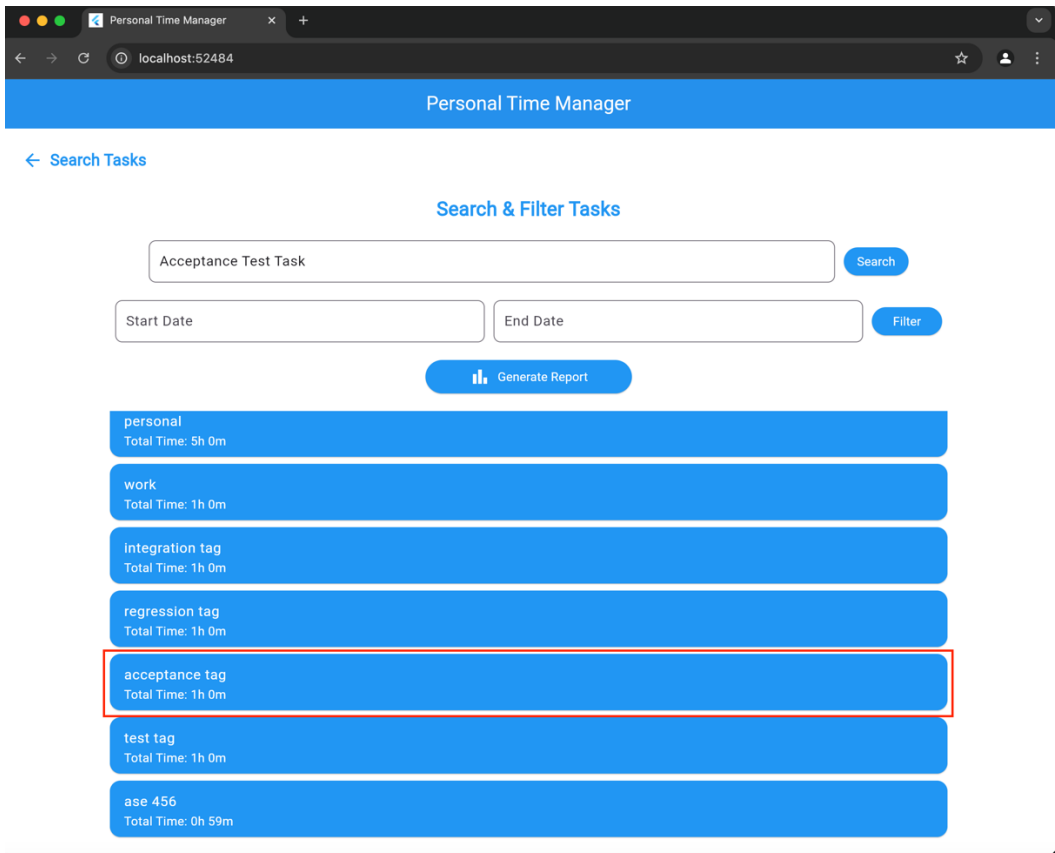 Personal Time Manager
localhost:52484
Personal Time Manager
Search Tasks
Search & Filter Tasks
Acceptance Test Task
Search
Start Date
End Date
Filter
Generate Report
personal
Total Time: 5h 0m
work
Total Time: 1h 0m
integration tag
Total Time: 1h 0m
regression tag
Total Time: 1h 0m
acceptance tag
Total Time: 1h 0m
test tag
Total Time: 1h 0m
ase 456
Total Time: 0h 59m